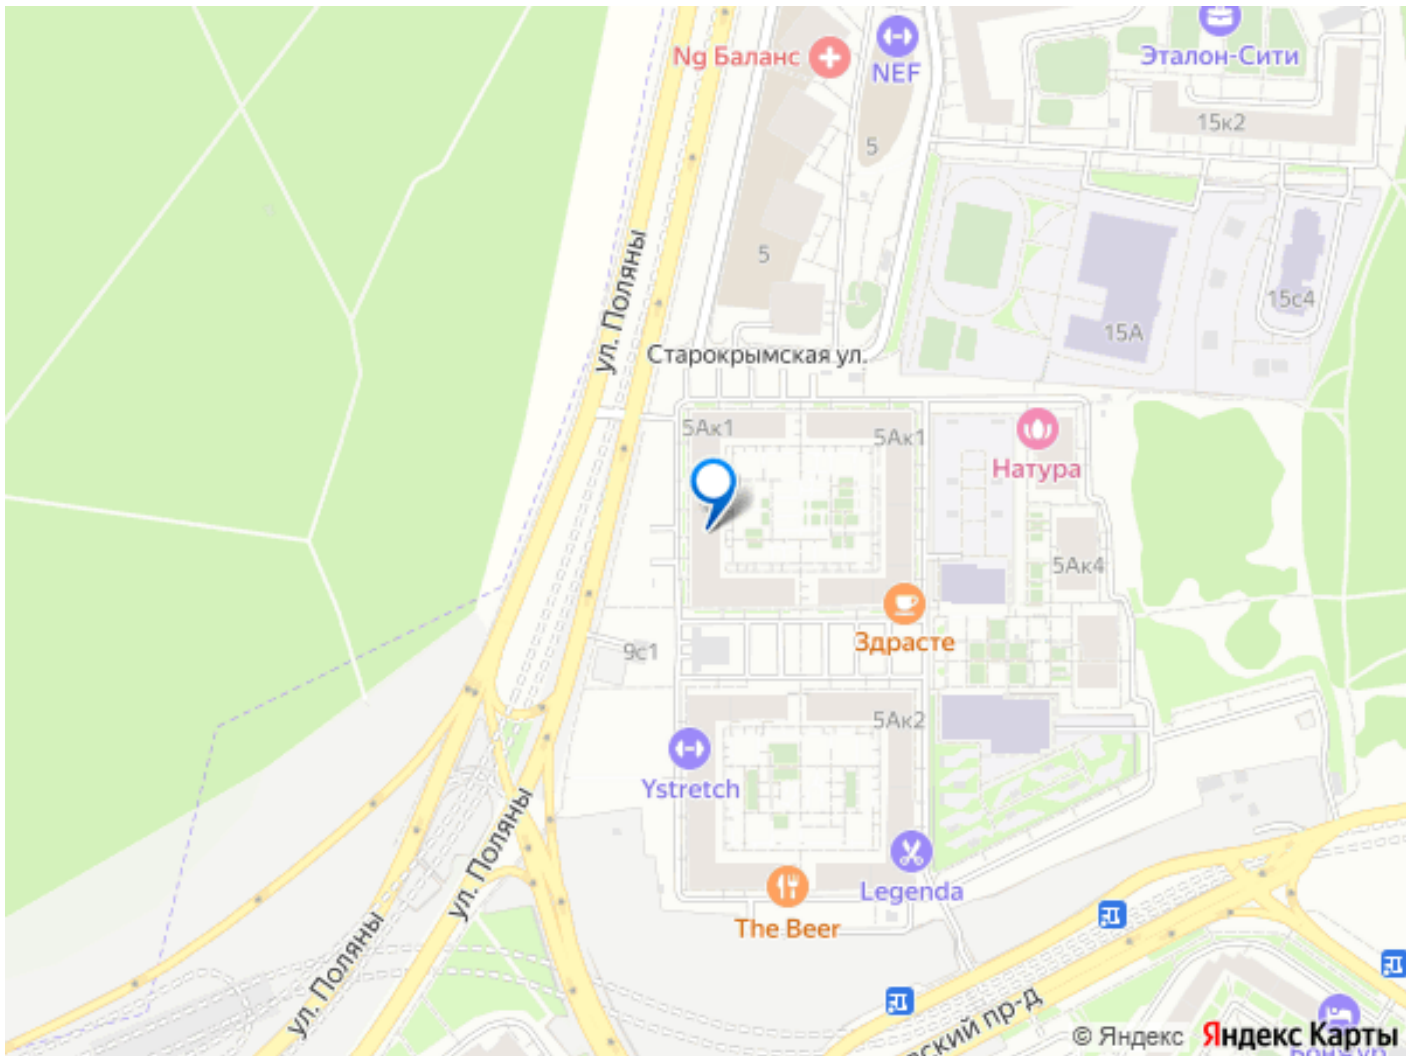 Ng Баланс
NEF
Эталон-Сити
15к2
5
ул. Поляны
5
15с4
15А
Старокрымская ул.
5Ак1
5Ак1
Натура
5Ак4
Здрасте
9с1
5Ак2
Ystretch
ул. Поляны
Legenda
The Beer
ул. Поляны
ский пр-д
© Яндекс Яндекс Карты